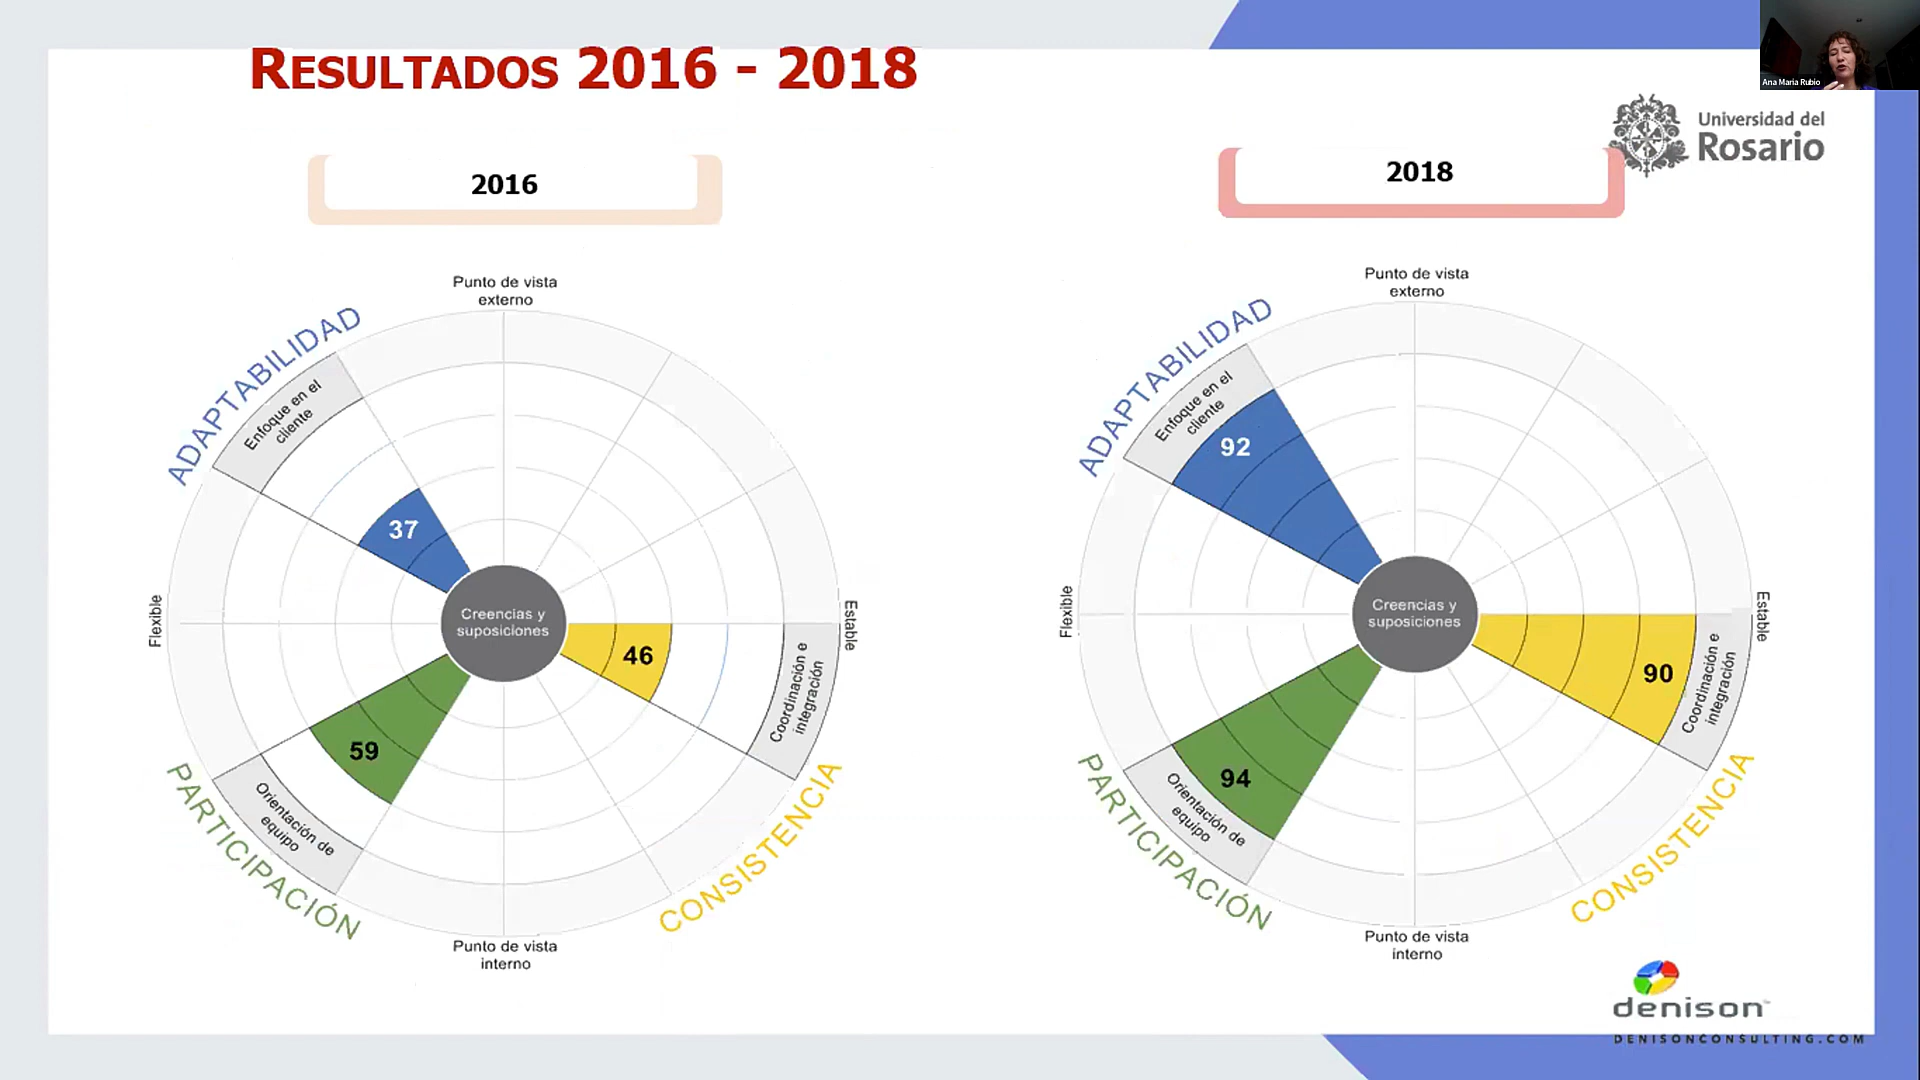 RESULTADOS 2016 - 2018
Ana Maria Rubio
Universidad del
Rosario
2016
2018
Punto de vista
externo
ADAPTABILIDAD
Enfoque en el
cliente
37
Flexible
Creencias y
suposiciones
Estable
46
Coordinación e
integración
59
Orientación de
equipo
PARTICIPACIÓN
CONSISTENCIA
Punto de vista
interno
Punto de vista
externo
ADAPTABILIDAD
Enfoque en el
cliente
92
Flexible
Creencias y
suposiciones
Estable
90
Coordinación e
integración
94
Orientación de
equipo
PARTICIPACIÓN
CONSISTENCIA
Punto de vista
interno
denison™
DENISONCONSULTING.COM